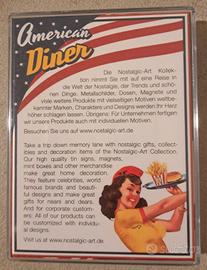 American
Diner
Die Nostalgic-Art Kollek-
tion nimmt Sie mit auf eine Reise in
die Welt der Nostalgie, der Trends und schö-
nen Dinge. Metallschilder, Dosen, Magnete und
viele weitere Produkte mit vielseitigen Motiven weltbe-
kannter Marken, Charaktere und Designs werden Ihr Herz
höher schlagen lassen. Übrigens: Für Unternehmen fertigen
wir unsere Produkte auch mit individuellen Motiven.
Besuchen Sie uns auf www.nostalgic-art.de.
Take a trip down memory lane with nostalgic gifts, collect-
ibles and decoration items of the Nostalgic-Art Collection.
Our high quality tin signs, magnets,
mint boxes and other merchandise
make great home decoration.
They feature celebrities, world
famous brands and beauti-
ful designs and make great
gifts for near and dears.
And for corporate custom-
ers: All of our products can
be customized with individu-
al designs.
Visit us at www.nostalgic-art.de
subito